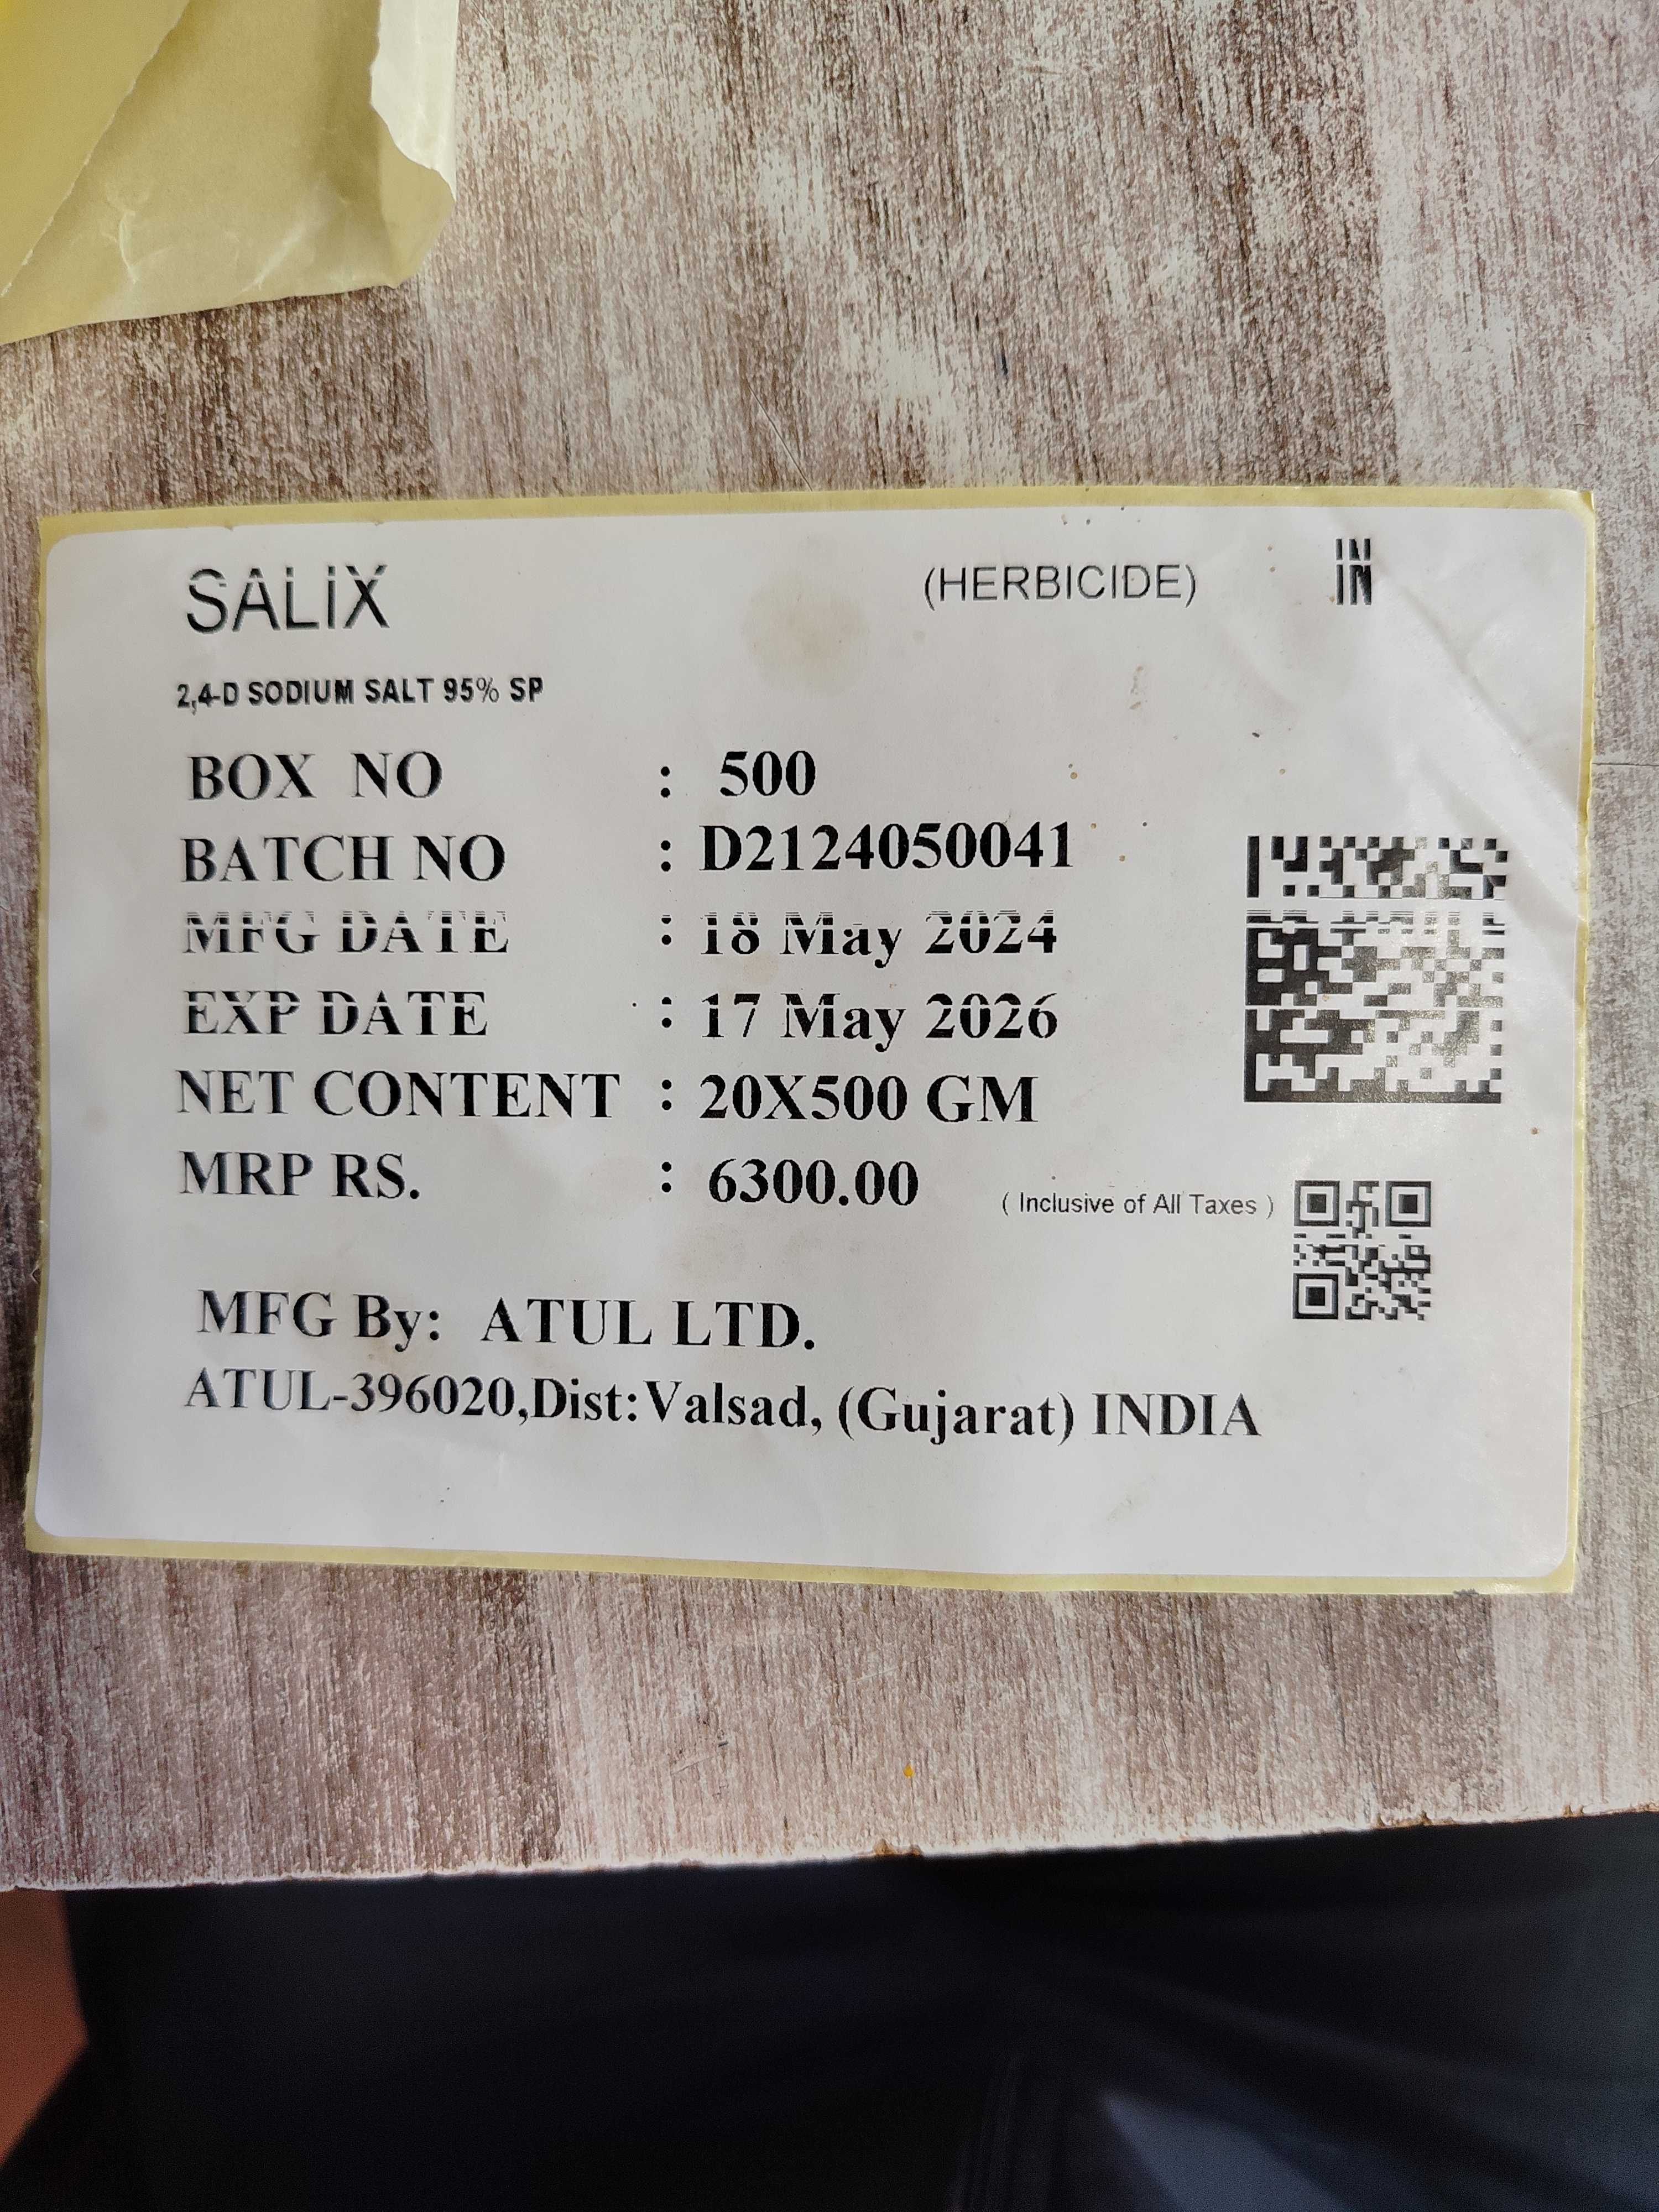 SALiX (HERBICIDE) IN
2,4-D SODIUM SALT 95% SP
BOX NO : 500
BATCH NO : D2124050041
MFG DATE : 18 May 2024
EXP DATE : 17 May 2026
NET CONTENT : 20X500 GM
MRP RS. : 6300.00 ( Inclusive of All Taxes )
MFG By: ATUL LTD.
ATUL-396020,Dist:Valsad, (Gujarat) INDIA